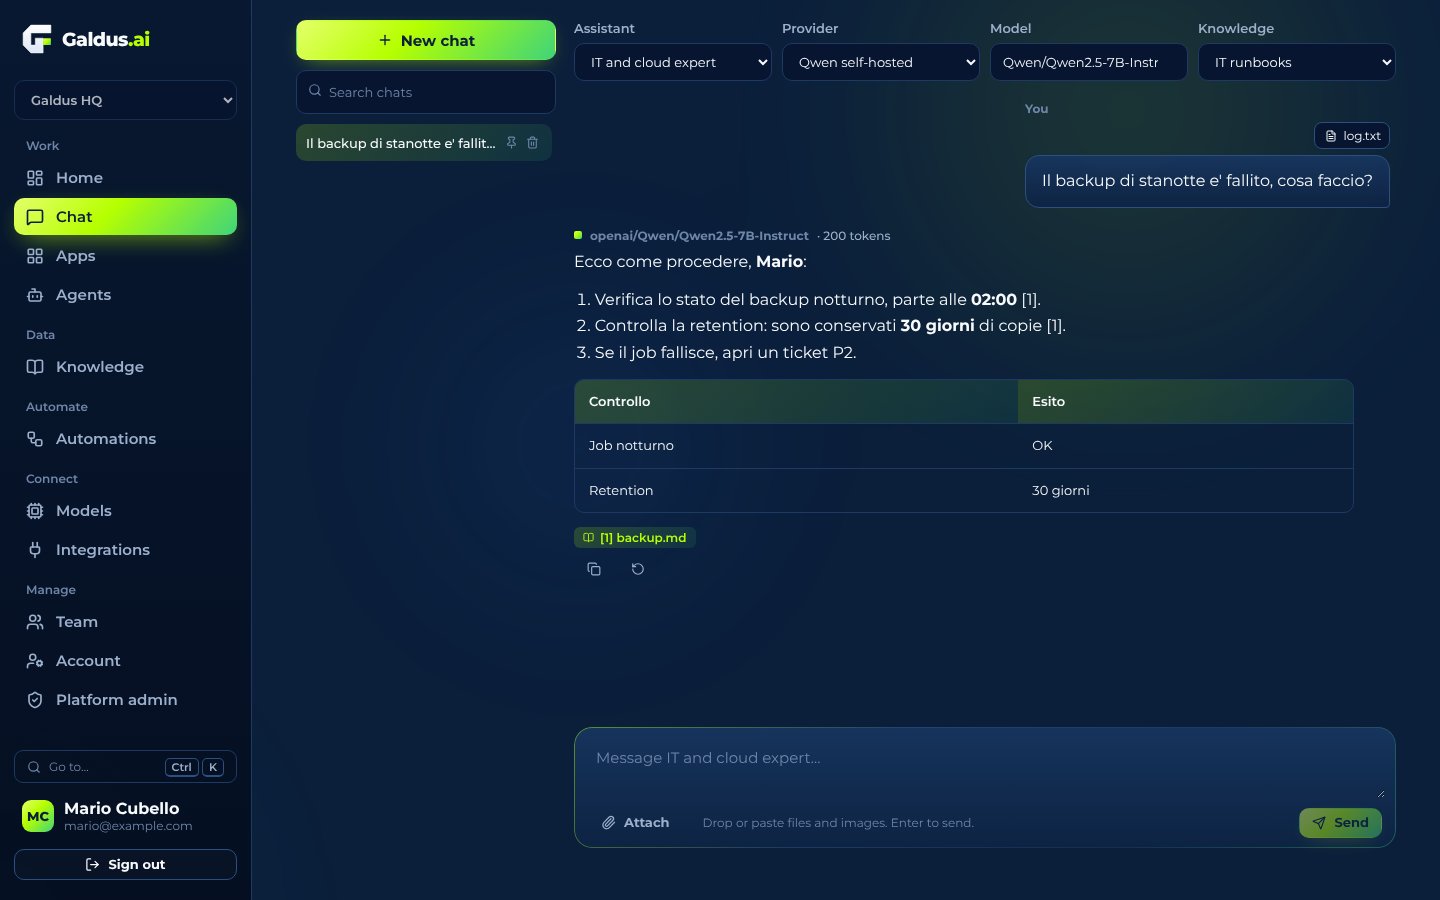 Galdus.ai
Galdus HQ
Work
Home
Chat
Apps
Agents
Data
Knowledge
Automate
Automations
Connect
Models
Integrations
Manage
Team
Account
Platform admin
Go to...
Ctrl K
MC
Mario Cubello
mario@example.com
Sign out
New chat
Search chats
Il backup di stanotte e' fallit...
Assistant
IT and cloud expert
Provider
Qwen self-hosted
Model
Qwen/Qwen2.5-7B-Instr
Knowledge
IT runbooks
You
log.txt
Il backup di stanotte e' fallito, cosa faccio?
openai/Qwen/Qwen2.5-7B-Instruct · 200 tokens
Ecco come procedere, Mario:
1. Verifica lo stato del backup notturno, parte alle 02:00 [1].
2. Controlla la retention: sono conservati 30 giorni di copie [1].
3. Se il job fallisce, apri un ticket P2.
Controllo Esito
Job notturno OK
Retention 30 giorni
[1] backup.md
Message IT and cloud expert...
Attach
Drop or paste files and images. Enter to send.
Send